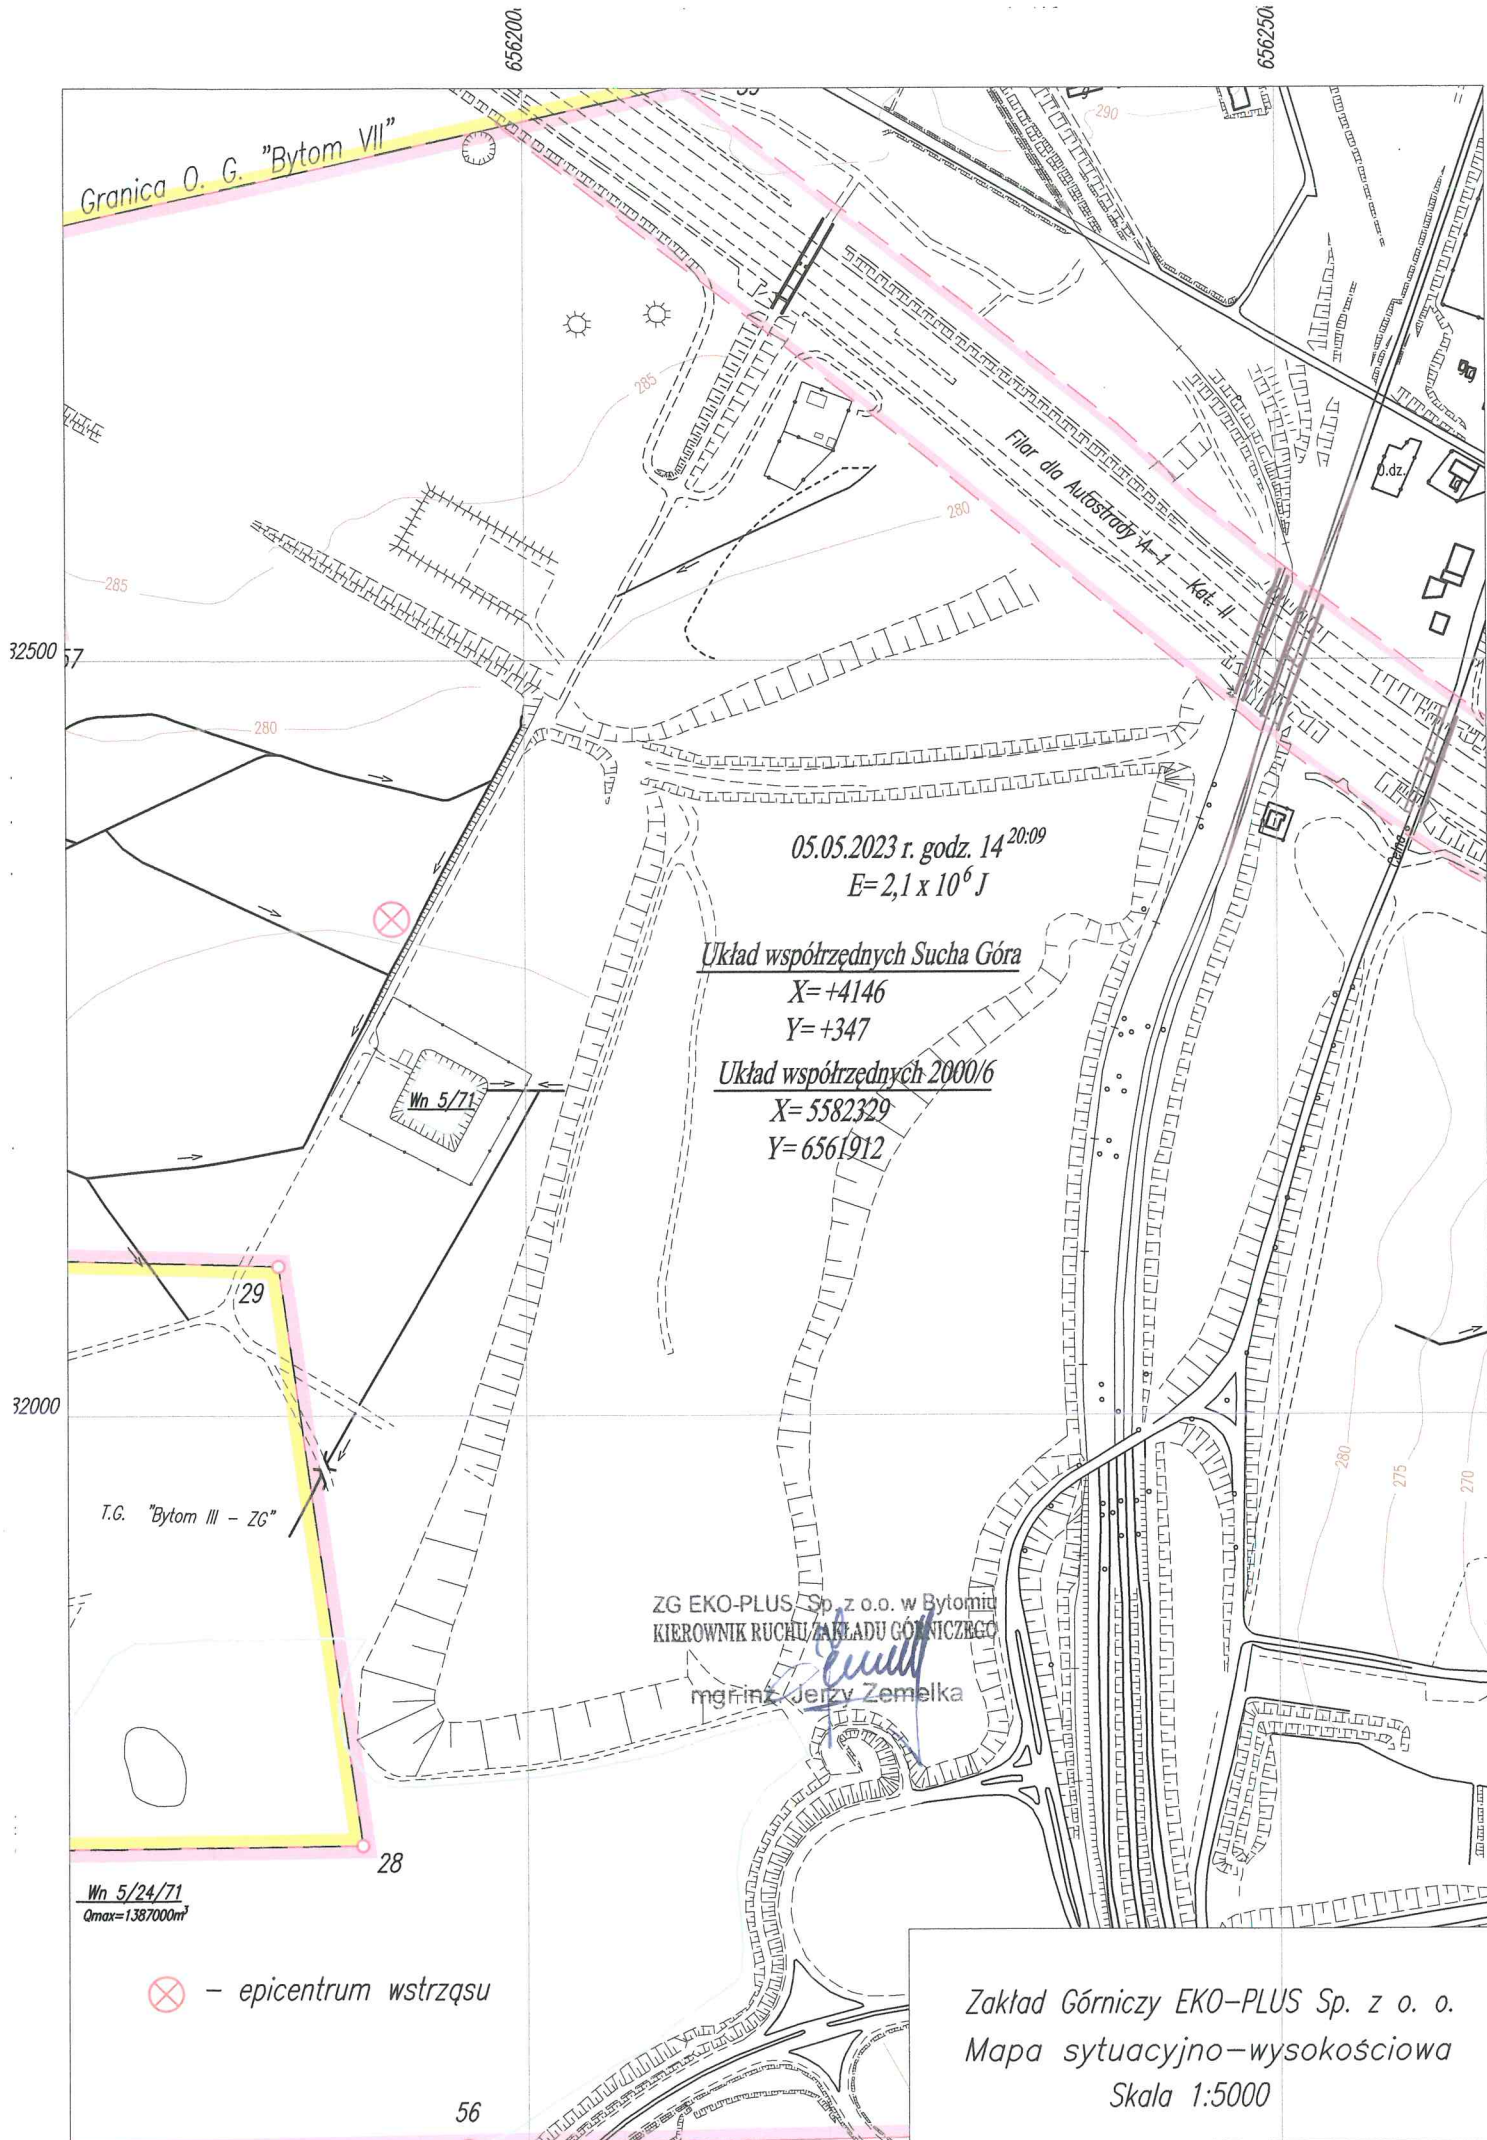 656200
656250
Granica O. G. "Bytom VII"
290
285
O.dz.
Filar dla Autostrady A-1 Kat. II
280
285
32500
57
280
05.05.2023 r. godz. 14 20:09
E= 2,1 x 10⁶ J
Układ współrzędnych Sucha Góra
X= +4146
Y= +347
Układ współrzędnych 2000/6
X= 5582329
Y= 6561912
Wn 5/71
29
32000
280
275
270
T.G. "Bytom III – ZG"
ZG EKO-PLUS Sp. z o.o. w Bytomiu
KIEROWNIK RUCHU ZAKŁADU GÓRNICZEGO
mgr inż. Jerzy Zemełka
28
Wn 5/24/71
Qmax=1387000m³
– epicentrum wstrząsu
56
Zakład Górniczy EKO–PLUS Sp. z o. o.
Mapa sytuacyjno–wysokościowa
Skala 1:5000